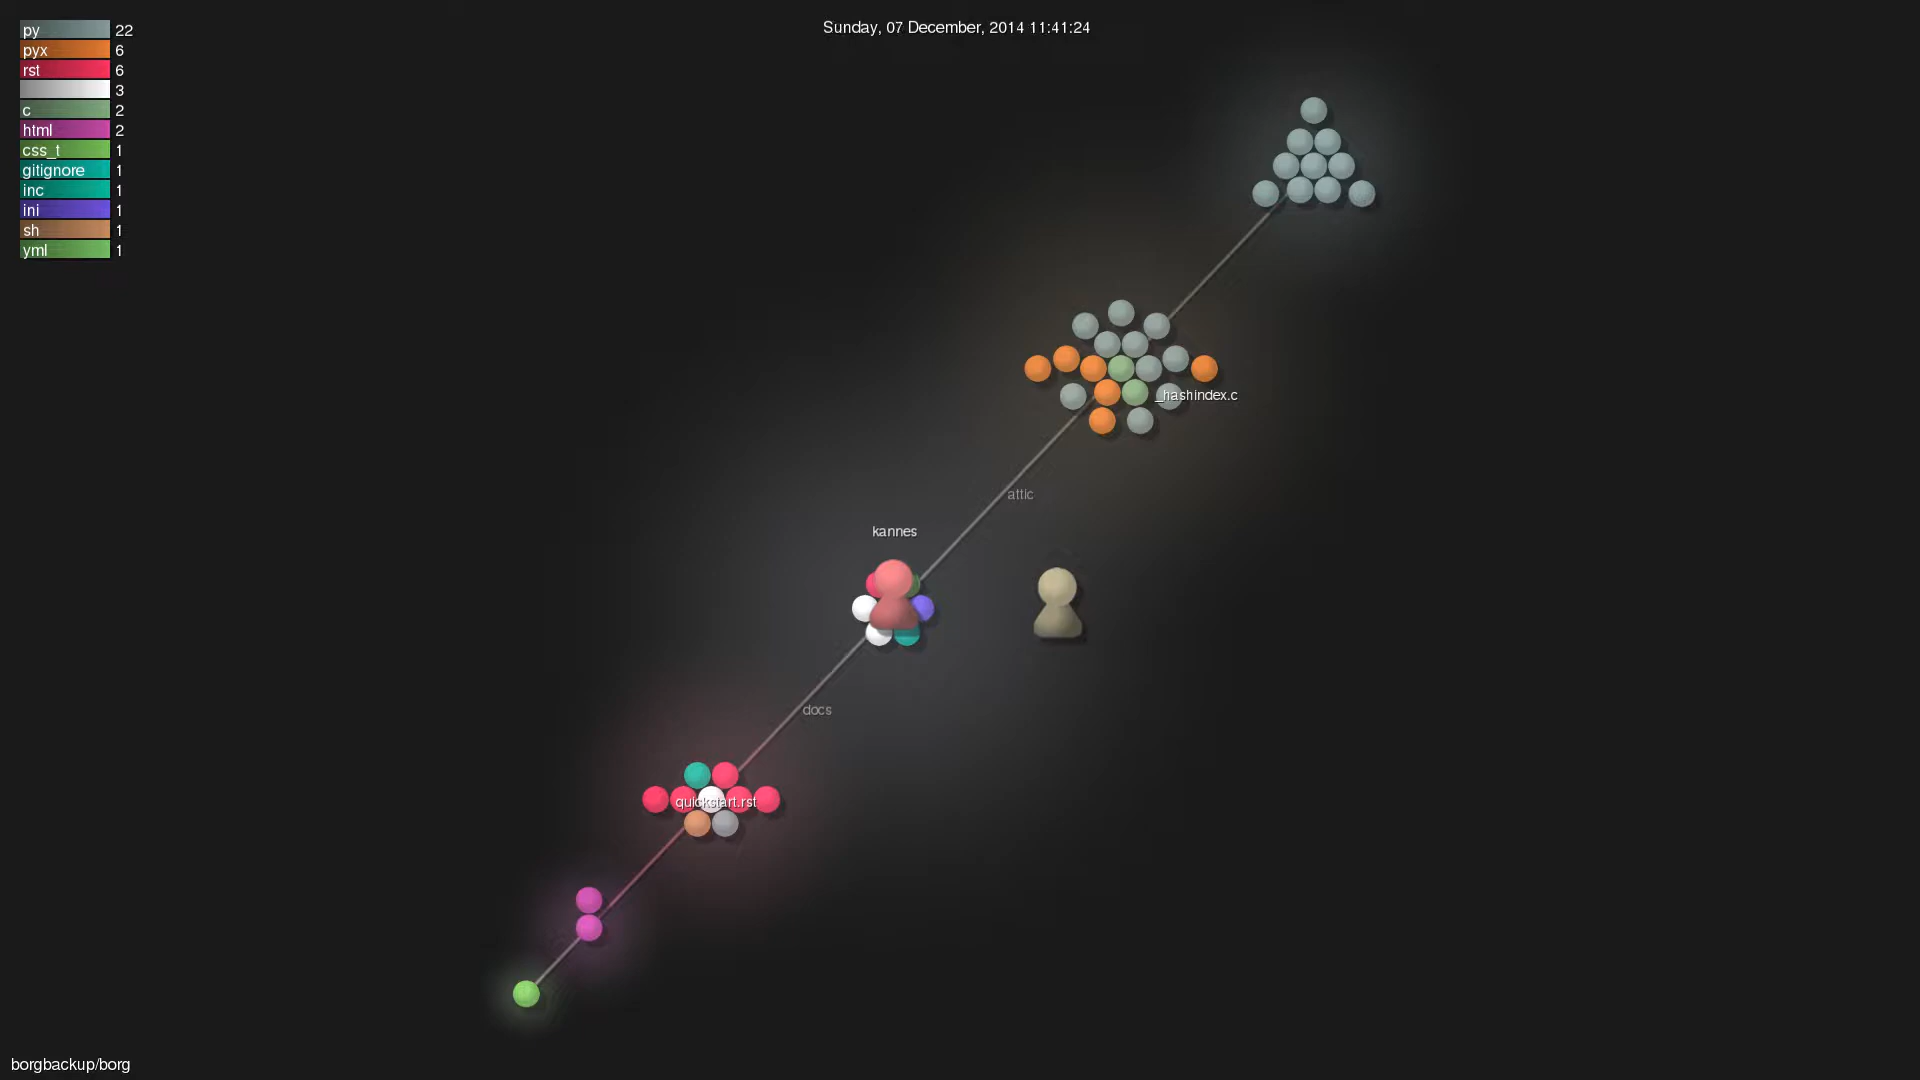 Sunday, 07 December, 2014 11:41:24
py 22
pyx 6
rst 6
3
c 2
html 2
css_t 1
gitignore 1
inc 1
ini 1
sh 1
yml 1
_hashindex.c
attic
kannes
docs
quickstart.rst
borgbackup/borg